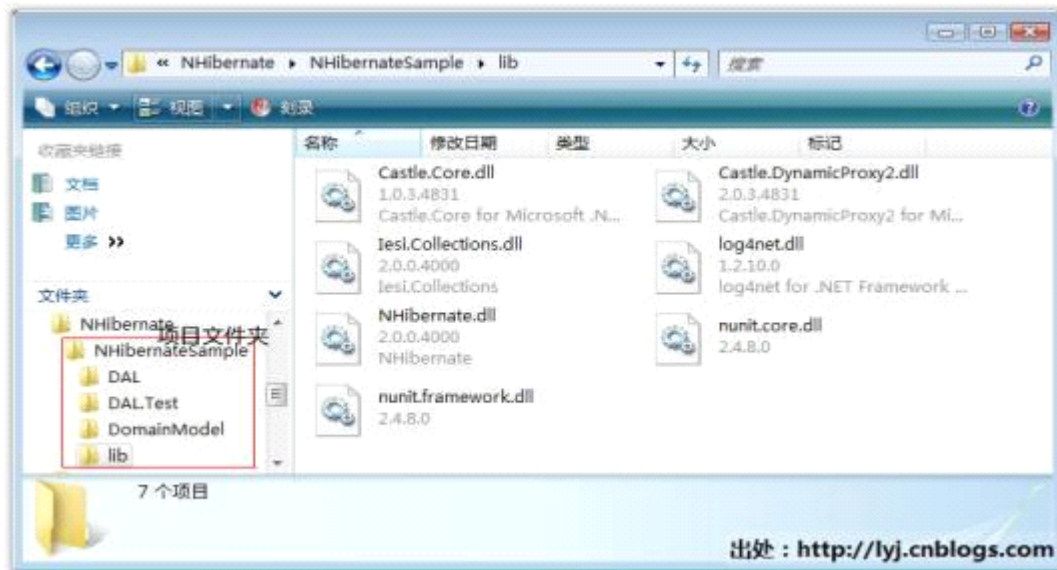 « NHibernate ▸ NHibernateSample ▸ lib 搜索
组织 视图 刻录
收藏夹链接
文档
图片
更多 »
文件夹
NHibernate
项目文件夹
NHibernateSample
DAL
DAL.Test
DomainModel
lib
名称 修改日期 类型 大小 标记
Castle.Core.dll
1.0.3.4831
Castle.Core for Microsoft .N...
Castle.DynamicProxy2.dll
2.0.3.4831
Castle.DynamicProxy2 for Mi...
Iesi.Collections.dll
2.0.0.4000
Iesi.Collections
log4net.dll
1.2.10.0
log4net for .NET Framework ...
NHibernate.dll
2.0.0.4000
NHibernate
nunit.core.dll
2.4.8.0
nunit.framework.dll
2.4.8.0
7 个项目
出处：http://lyj.cnblogs.com